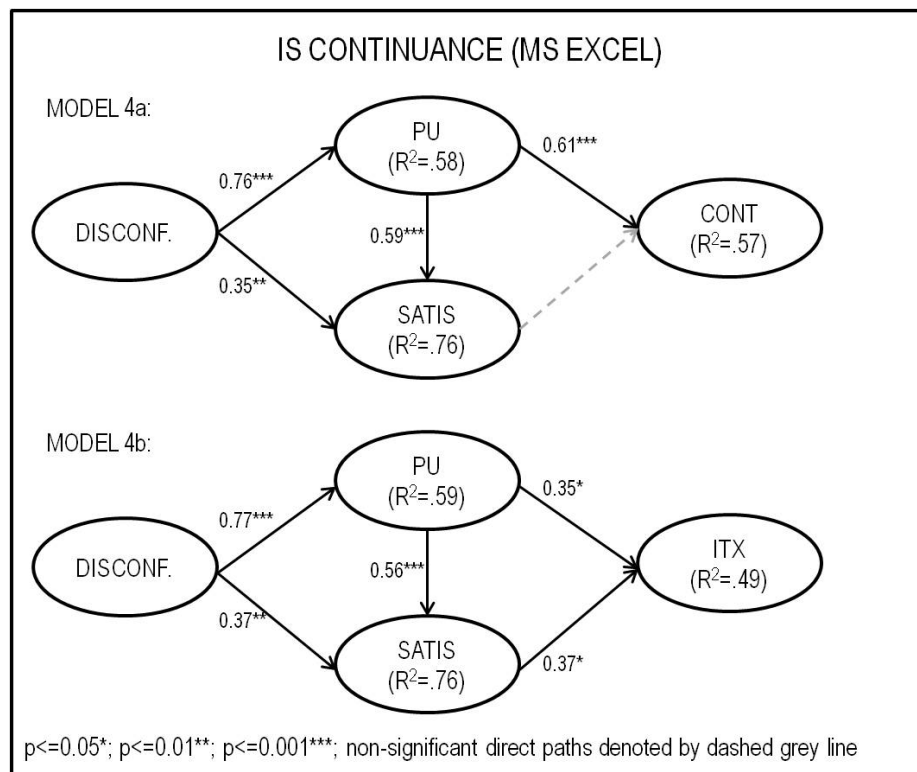 IS CONTINUANCE (MS EXCEL)
MODEL 4a:
PU
(R²=.58)
0.61***
0.76***
DISCONF.
CONT
(R²=.57)
0.59***
0.35**
SATIS
(R²=.76)
MODEL 4b:
PU
(R²=.59)
0.35*
0.77***
DISCONF.
ITX
(R²=.49)
0.56***
0.37**
SATIS
(R²=.76)
0.37*
p<=0.05*; p<=0.01**; p<=0.001***; non-significant direct paths denoted by dashed grey line